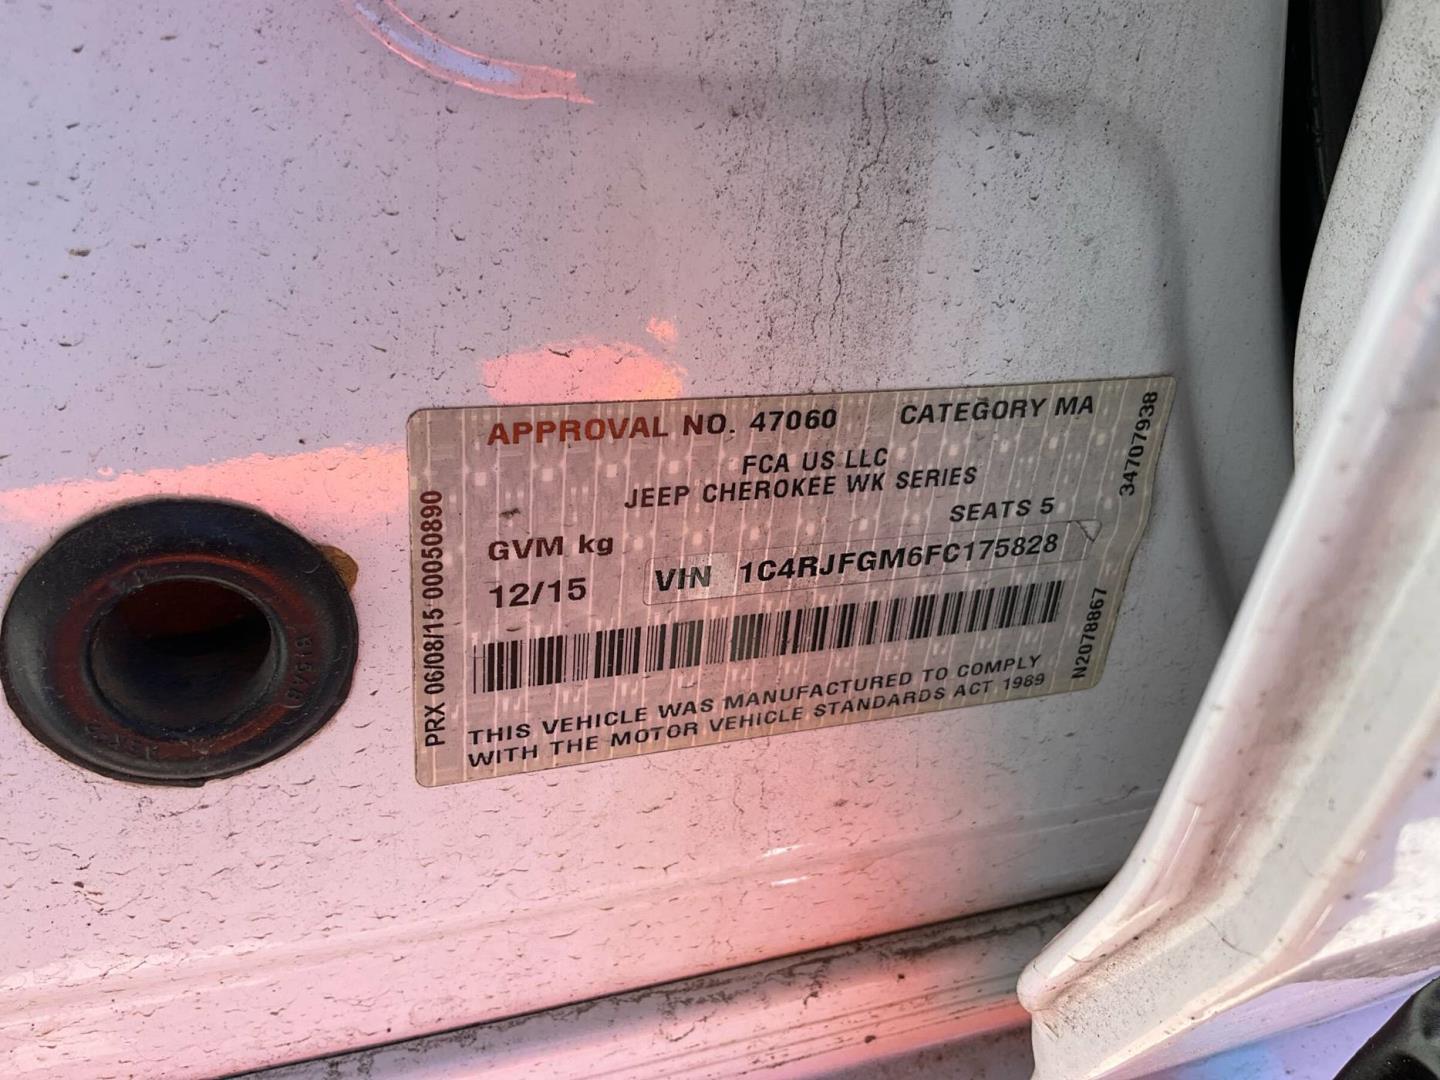 APPROVAL NO. 47060 CATEGORY MA
FCA US LLC
JEEP CHEROKEE WK SERIES
SEATS 5
GVM kg
12/15 VIN 1C4RJFGM6FC175828
THIS VEHICLE WAS MANUFACTURED TO COMPLY
WITH THE MOTOR VEHICLE STANDARDS ACT 1989
PRX 06/08/15 00050890
34707938
N2078867